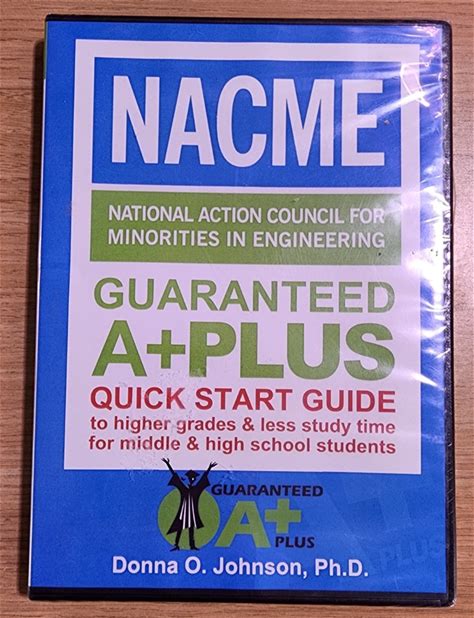 NACME
NATIONAL ACTION COUNCIL FOR
MINORITIES IN ENGINEERING
GUARANTEED
A+PLUS
QUICK START GUIDE
to higher grades & less study time
for middle & high school students
GUARANTEED
A+
PLUS
Donna O. Johnson, Ph.D.
PLUS